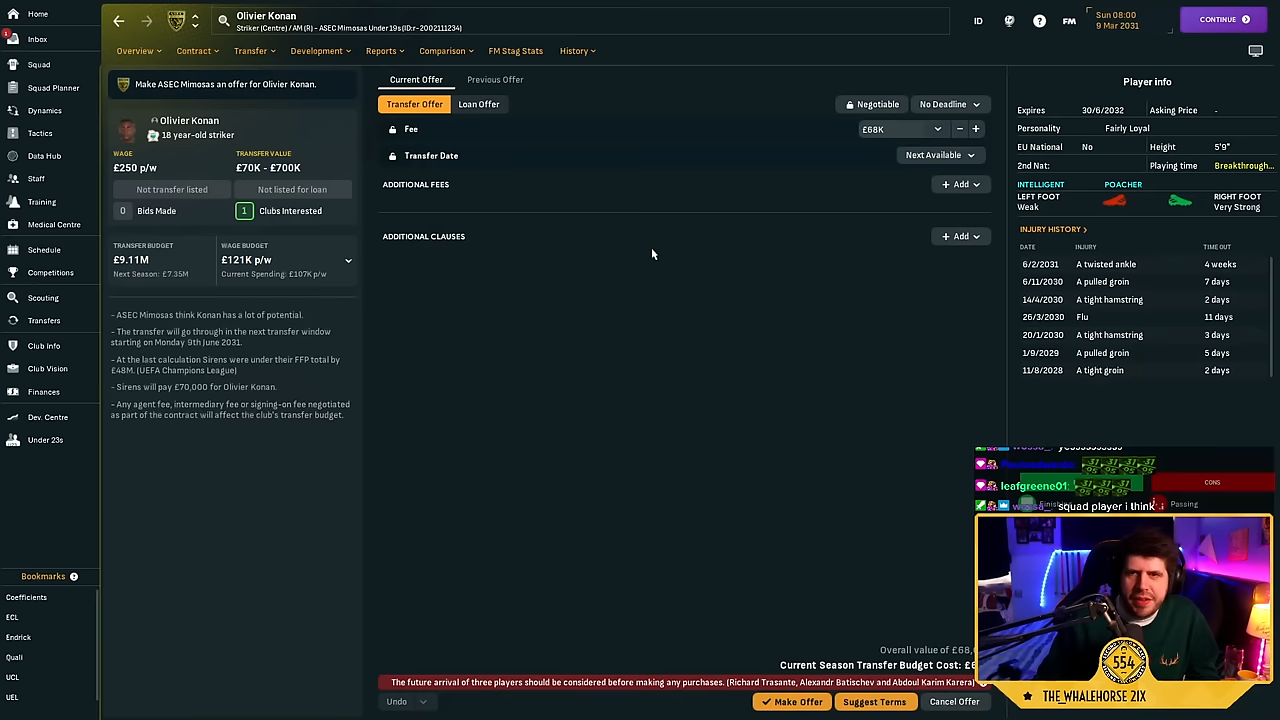 Home
1
Inbox
Squad
Squad Planner
Dynamics
Tactics
Data Hub
Staff
Training
Medical Centre
Schedule
Competitions
Scouting
Transfers
Club Info
Club Vision
Finances
Dev. Centre
Under 23s
Bookmarks
Coefficients
ECL
Endrick
Quali
UCL
UEL
Olivier Konan
Striker (Centre) / AM (R) - ASEC Mimosas Under 19s (ID:r-2002111234)
ID
?
FM
Sun 08:00
9 Mar 2031
CONTINUE
Overview
Contract
Transfer
Development
Reports
Comparison
FM Stag Stats
History
Make ASEC Mimosas an offer for Olivier Konan.
Olivier Konan
18 year-old striker
WAGE
£250 p/w
TRANSFER VALUE
£70K - £700K
Not transfer listed
Not listed for loan
0 Bids Made
1 Clubs Interested
TRANSFER BUDGET
£9.11M
Next Season: £7.35M
WAGE BUDGET
£121K p/w
Current Spending: £107K p/w
- ASEC Mimosas think Konan has a lot of potential.
- The transfer will go through in the next transfer window
starting on Monday 9th June 2031.
- At the last calculation Sirens were under their FFP total by
£48M. (UEFA Champions League)
- Sirens will pay £70,000 for Olivier Konan.
- Any agent fee, intermediary fee or signing-on fee negotiated
as part of the contract will affect the club's transfer budget.
Current Offer
Previous Offer
Transfer Offer
Loan Offer
Negotiable
No Deadline
Fee
£68K
Transfer Date
Next Available
ADDITIONAL FEES
Add
ADDITIONAL CLAUSES
Add
Overall value of £68,
Current Season Transfer Budget Cost: £6
The future arrival of three players should be considered before making any purchases. (Richard Trasante, Alexandr Batischev and Abdoul Karim Karera)
Undo
Make Offer
Suggest Terms
Cancel Offer
Player info
Expires 30/6/2032 Asking Price -
Personality Fairly Loyal
EU National No Height 5'9"
2nd Nat: Playing time Breakthrough...
INTELLIGENT POACHER
LEFT FOOT
Weak
RIGHT FOOT
Very Strong
INJURY HISTORY
DATE INJURY TIME OUT
6/2/2031 A twisted ankle 4 weeks
6/11/2030 A pulled groin 7 days
14/4/2030 A tight hamstring 2 days
26/3/2030 Flu 11 days
20/1/2030 A tight hamstring 3 days
1/9/2029 A pulled groin 5 days
11/8/2028 A tight groin 2 days
CONS
leafgreene01:
Finishing
Passing
squad player i think
554
THE_WHALEHORSE 21X